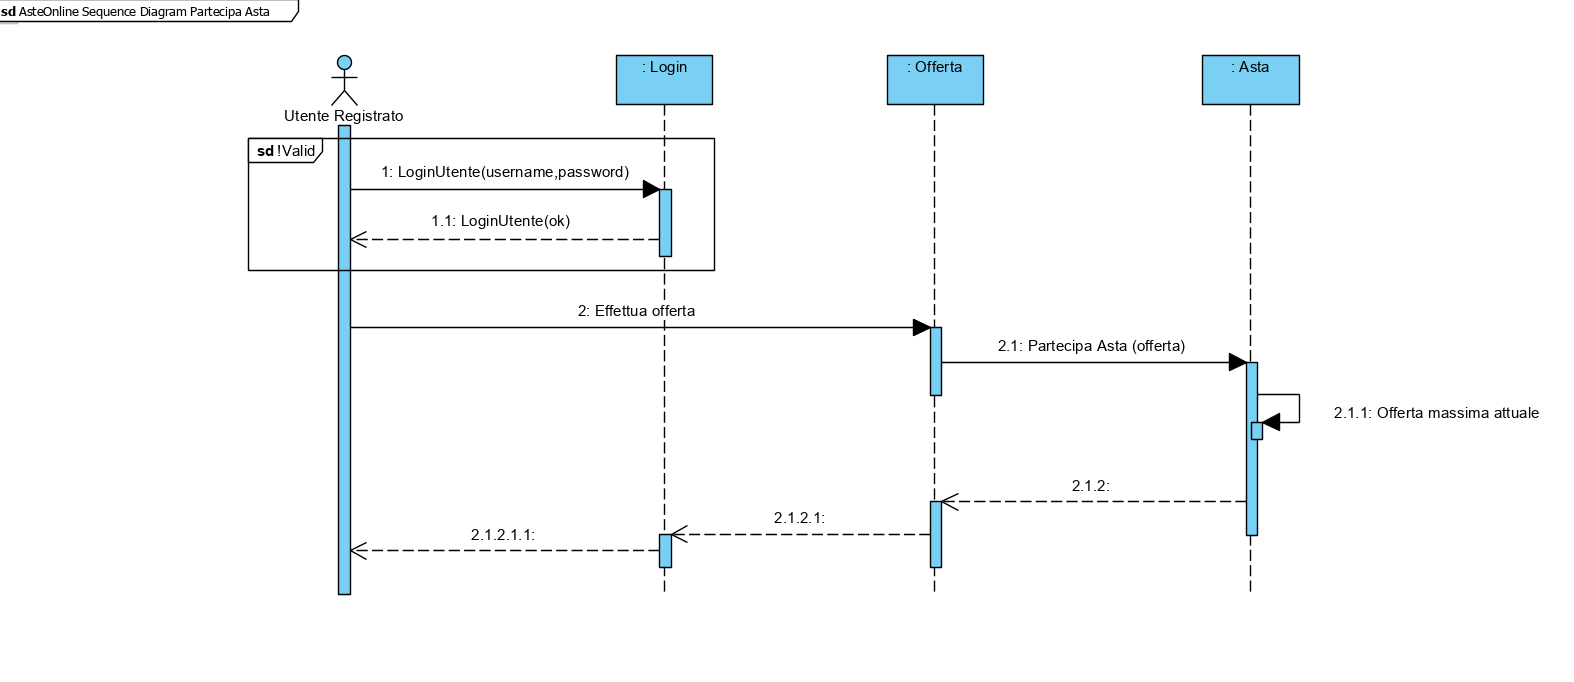 sd AsteOnline Sequence Diagram Partecipa Asta
: Login
: Offerta
: Asta
Utente Registrato
sd !Valid
1: LoginUtente(username,password)
1.1: LoginUtente(ok)
2: Effettua offerta
2.1: Partecipa Asta (offerta)
2.1.1: Offerta massima attuale
2.1.2:
2.1.2.1:
2.1.2.1.1: